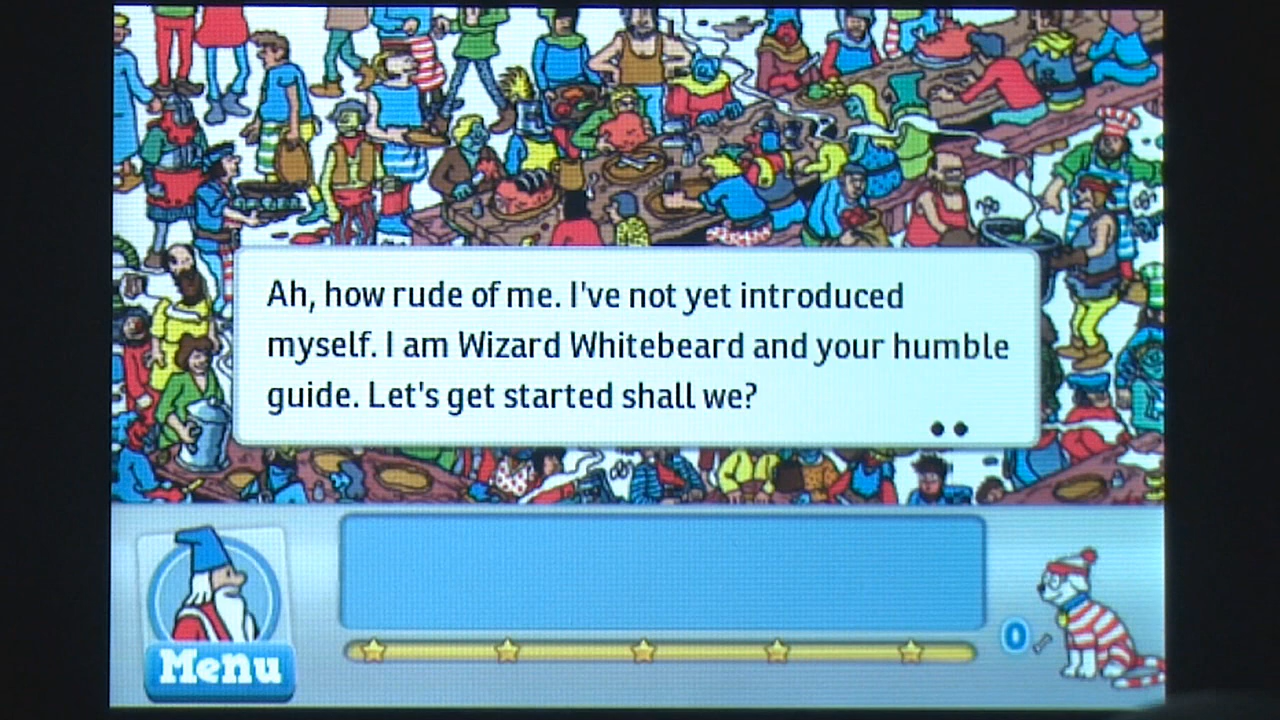 Ah, how rude of me. I've not yet introduced
myself. I am Wizard Whitebeard and your humble
guide. Let's get started shall we?
0
Menu